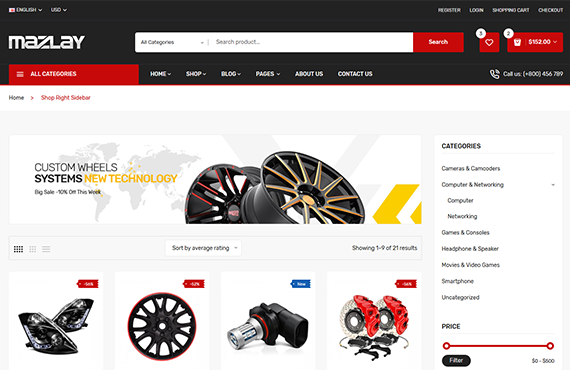 ENGLISH USD REGISTER LOGIN SHOPPING CART CHECKOUT
MAZLAY All Categories Search product... Search 3 2 $152.00
ALL CATEGORIES HOME SHOP BLOG PAGES ABOUT US CONTACT US Call us: (+800) 456 789
Home > Shop Right Sidebar
CUSTOM WHEELS
SYSTEMS NEW TECHNOLOGY
Big Sale -10% Off This Week
Sort by average rating Showing 1–9 of 21 results
-56% -52% New -56%
CATEGORIES
Cameras & Camcoders
Computer & Networking
Computer
Networking
Games & Consoles
Headphone & Speaker
Movies & Video Games
Smartphone
Uncategorized
PRICE
Filter $0 - $500